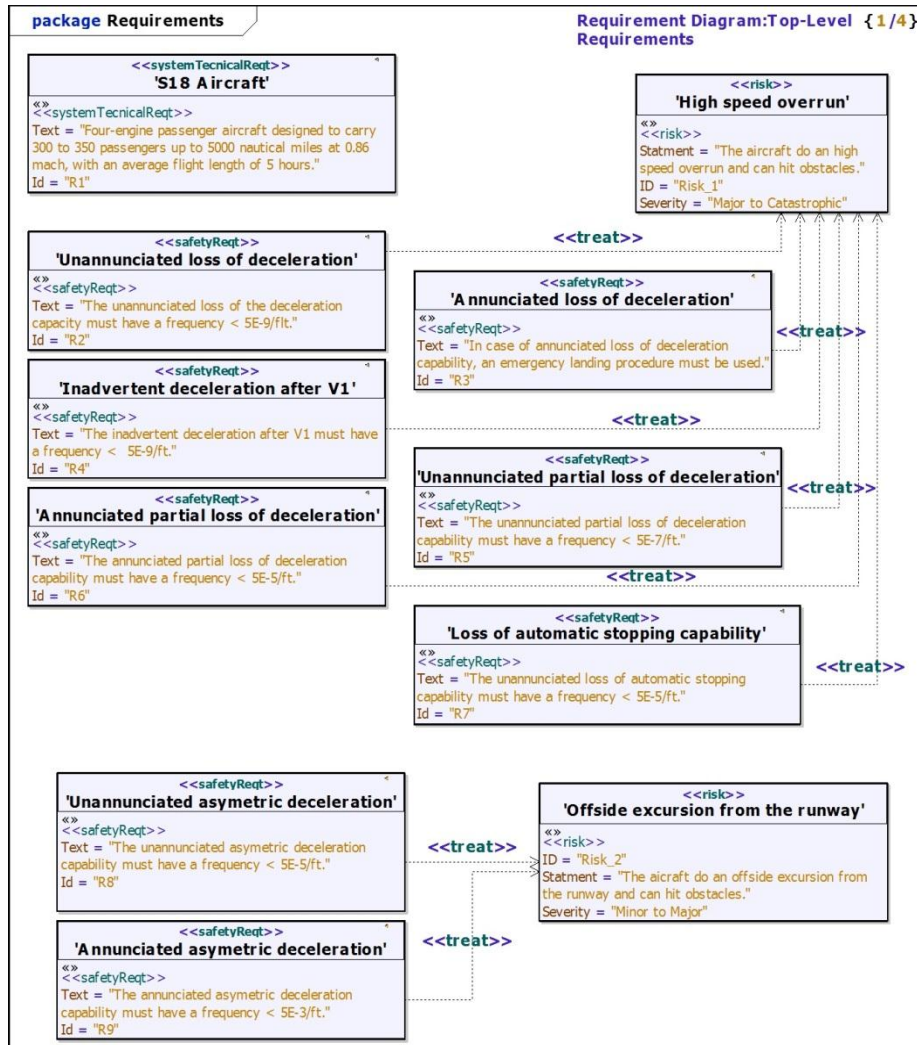 package Requirements
Requirement Diagram:Top-Level {1/4}
Requirements
<<systemTecnicalReqt>>
'S18 Aircraft'
«»
<<systemTecnicalReqt>>
Text = "Four-engine passenger aircraft designed to carry
300 to 350 passengers up to 5000 nautical miles at 0.86
mach, with an average flight length of 5 hours."
Id = "R1"
<<risk>>
'High speed overrun'
«»
<<risk>>
Statment = "The aircraft do an high
speed overrun and can hit obstacles."
ID = "Risk_1"
Severity = "Major to Catastrophic"
<<safetyReqt>>
'Unannunciated loss of deceleration'
«»
<<safetyReqt>>
Text = "The unannunciated loss of the deceleration
capacity must have a frequency < 5E-9/flt."
Id = "R2"
<<treat>>
<<safetyReqt>>
'Annunciated loss of deceleration'
«»
<<safetyReqt>>
Text = "In case of annunciated loss of deceleration
capability, an emergency landing procedure must be used."
Id = "R3"
<<treat>>
<<safetyReqt>>
'Inadvertent deceleration after V1'
«»
<<safetyReqt>>
Text = "The inadvertent deceleration after V1 must have
a frequency < 5E-9/ft."
Id = "R4"
<<treat>>
<<safetyReqt>>
'Unannunciated partial loss of deceleration'
«»
<<safetyReqt>>
Text = "The unannunciated partial loss of deceleration
capability must have a frequency < 5E-7/ft."
Id = "R5"
<<treat>>
<<safetyReqt>>
'Annunciated partial loss of deceleration'
«»
<<safetyReqt>>
Text = "The annunciated partial loss of deceleration
capability must have a frequency < 5E-5/ft."
Id = "R6"
<<treat>>
<<safetyReqt>>
'Loss of automatic stopping capability'
«»
<<safetyReqt>>
Text = "The unannunciated loss of automatic stopping
capability must have a frequency < 5E-5/ft."
Id = "R7"
<<treat>>
<<safetyReqt>>
'Unannunciated asymetric deceleration'
«»
<<safetyReqt>>
Text = "The unannunciated asymetric deceleration
capability must have a frequency < 5E-5/ft."
Id = "R8"
<<treat>>
<<risk>>
'Offside excursion from the runway'
«»
<<risk>>
ID = "Risk_2"
Statment = "The aicraft do an offside excursion from
the runway and can hit obstacles."
Severity = "Minor to Major"
<<safetyReqt>>
'Annunciated asymetric deceleration'
«»
<<safetyReqt>>
Text = "The annunciated asymetric deceleration
capability must have a frequency < 5E-3/ft."
Id = "R9"
<<treat>>